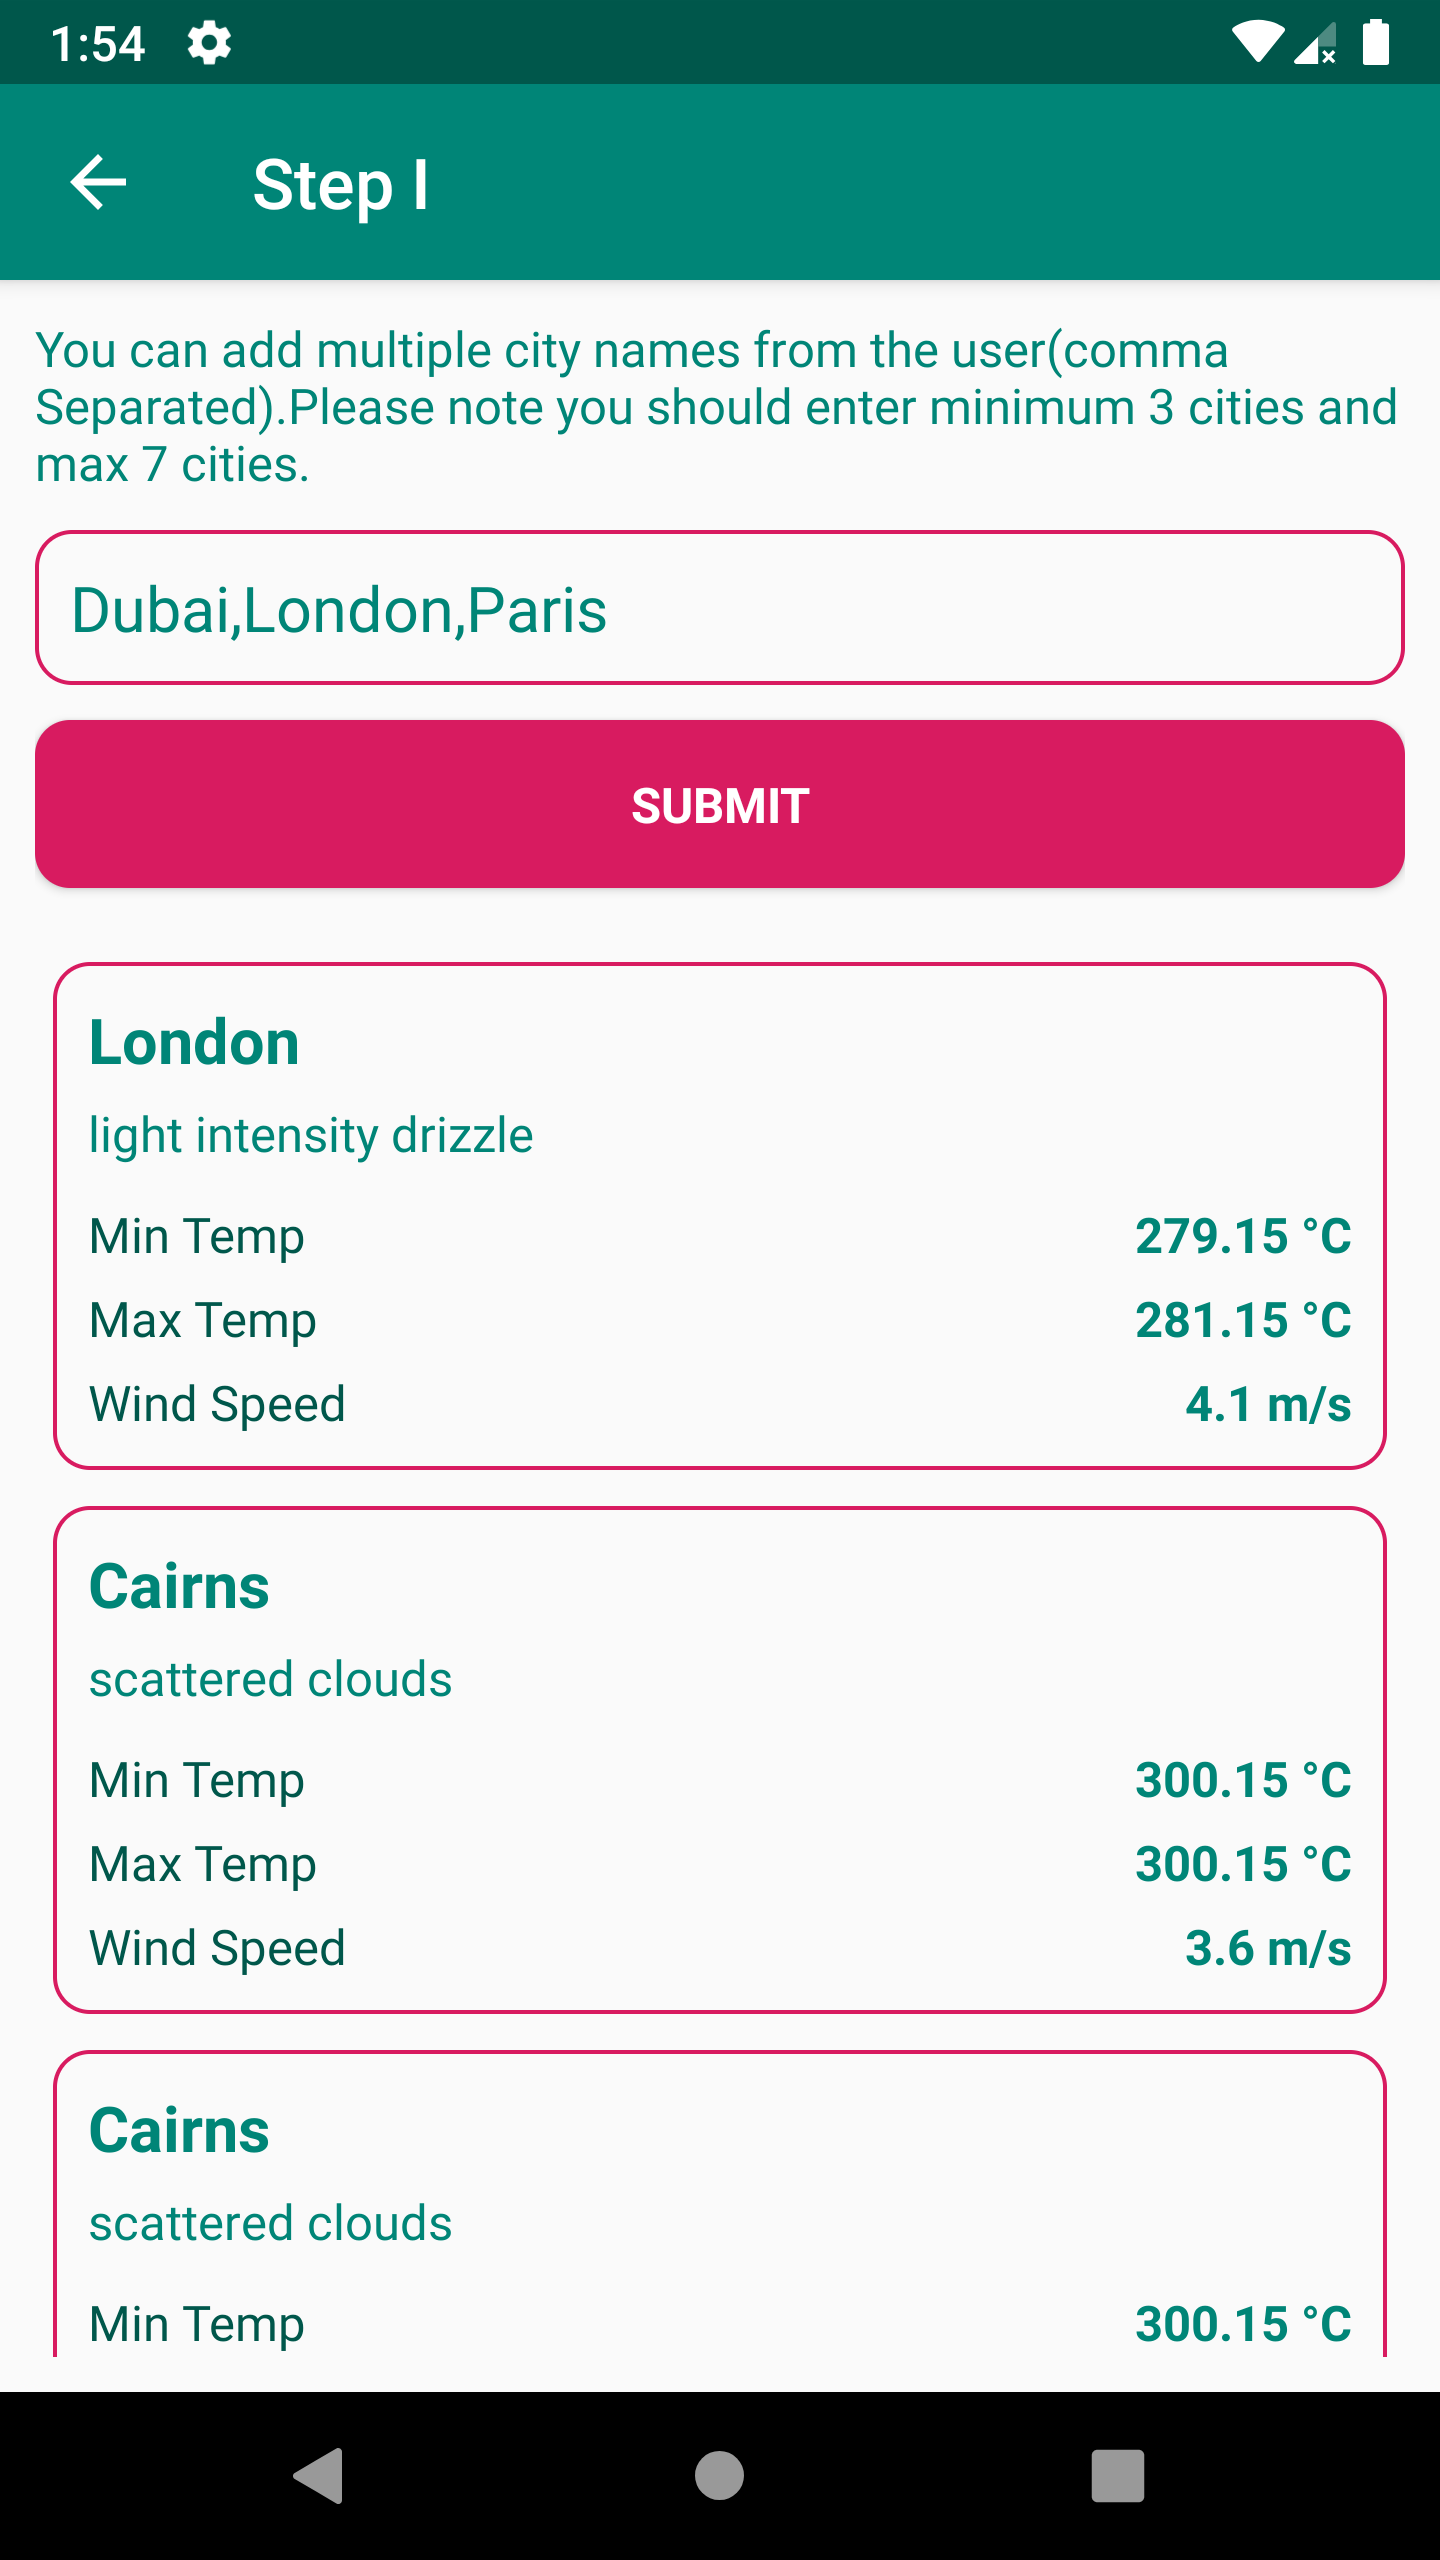 1:54
Step I
You can add multiple city names from the user(comma
Separated).Please note you should enter minimum 3 cities and
max 7 cities.
Dubai,London,Paris
SUBMIT
London
light intensity drizzle
Min Temp 279.15 °C
Max Temp 281.15 °C
Wind Speed 4.1 m/s
Cairns
scattered clouds
Min Temp 300.15 °C
Max Temp 300.15 °C
Wind Speed 3.6 m/s
Cairns
scattered clouds
Min Temp 300.15 °C